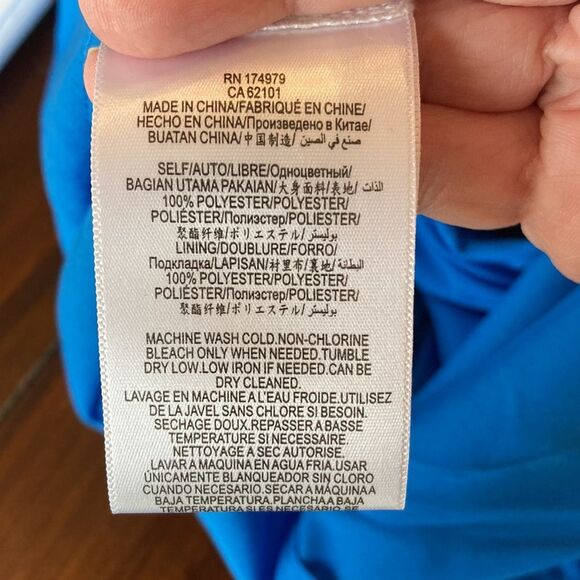 RN 174979
CA 62101
MADE IN CHINA/FABRIQUÉ EN CHINE/
HECHO EN CHINA/Произведено в Китае/
BUATAN CHINA/中国制造/ صنع في الصين
SELF/AUTO/LIBRE/Одноцветный/
BAGIAN UTAMA PAKAIAN/大身面料/表地/ الذات
100% POLYESTER/POLYESTER/
POLIÉSTER/Полиэстер/POLIESTER/
聚酯纤维/ポリエステル/بوليستر
LINING/DOUBLURE/FORRO/
Подкладка/LAPISAN/衬里布/裏地/ البطانة
100% POLYESTER/POLYESTER/
POLIÉSTER/Полиэстер/POLIESTER/
聚酯纤维/ポリエステル/بوليستر
MACHINE WASH COLD.NON-CHLORINE
BLEACH ONLY WHEN NEEDED.TUMBLE
DRY LOW.LOW IRON IF NEEDED.CAN BE
DRY CLEANED.
LAVAGE EN MACHINE A L'EAU FROIDE.UTILISEZ
DE LA JAVEL SANS CHLORE SI BESOIN.
SECHAGE DOUX.REPASSER A BASSE
TEMPERATURE SI NECESSAIRE.
NETTOYAGE A SEC AUTORISE.
LAVAR A MAQUINA EN AGUA FRIA.USAR
ÚNICAMENTE BLANQUEADOR SIN CLORO
CUANDO NECESARIO.SECAR A MAQUINA A
BAJA TEMPERATURA.PLANCHA A BAJA
TEMPERATURA SI ES NECESARIO.SE